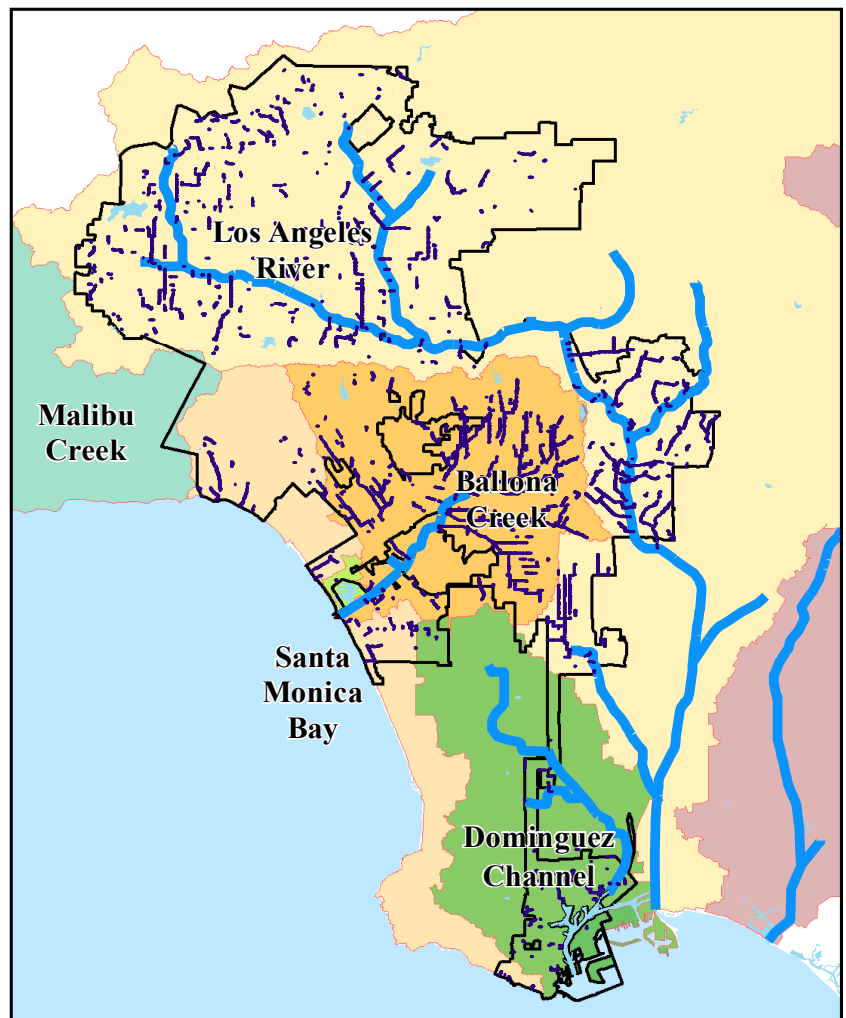 Los Angeles
River
Malibu
Creek
Ballona
Creek
Santa
Monica
Bay
Dominguez
Channel